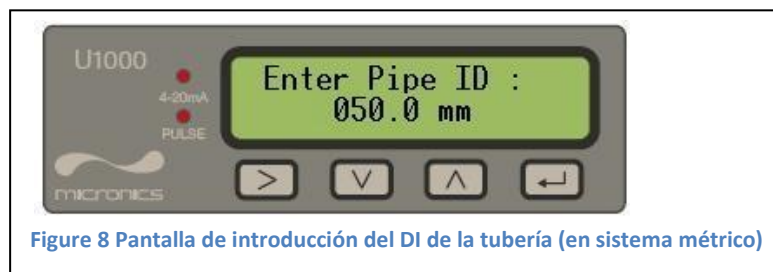 U1000
4-20mA
PULSE
Enter Pipe ID :
050.0 mm
> ∨ ∧ ↵
micronics
Figure 8 Pantalla de introducción del DI de la tubería (en sistema métrico)